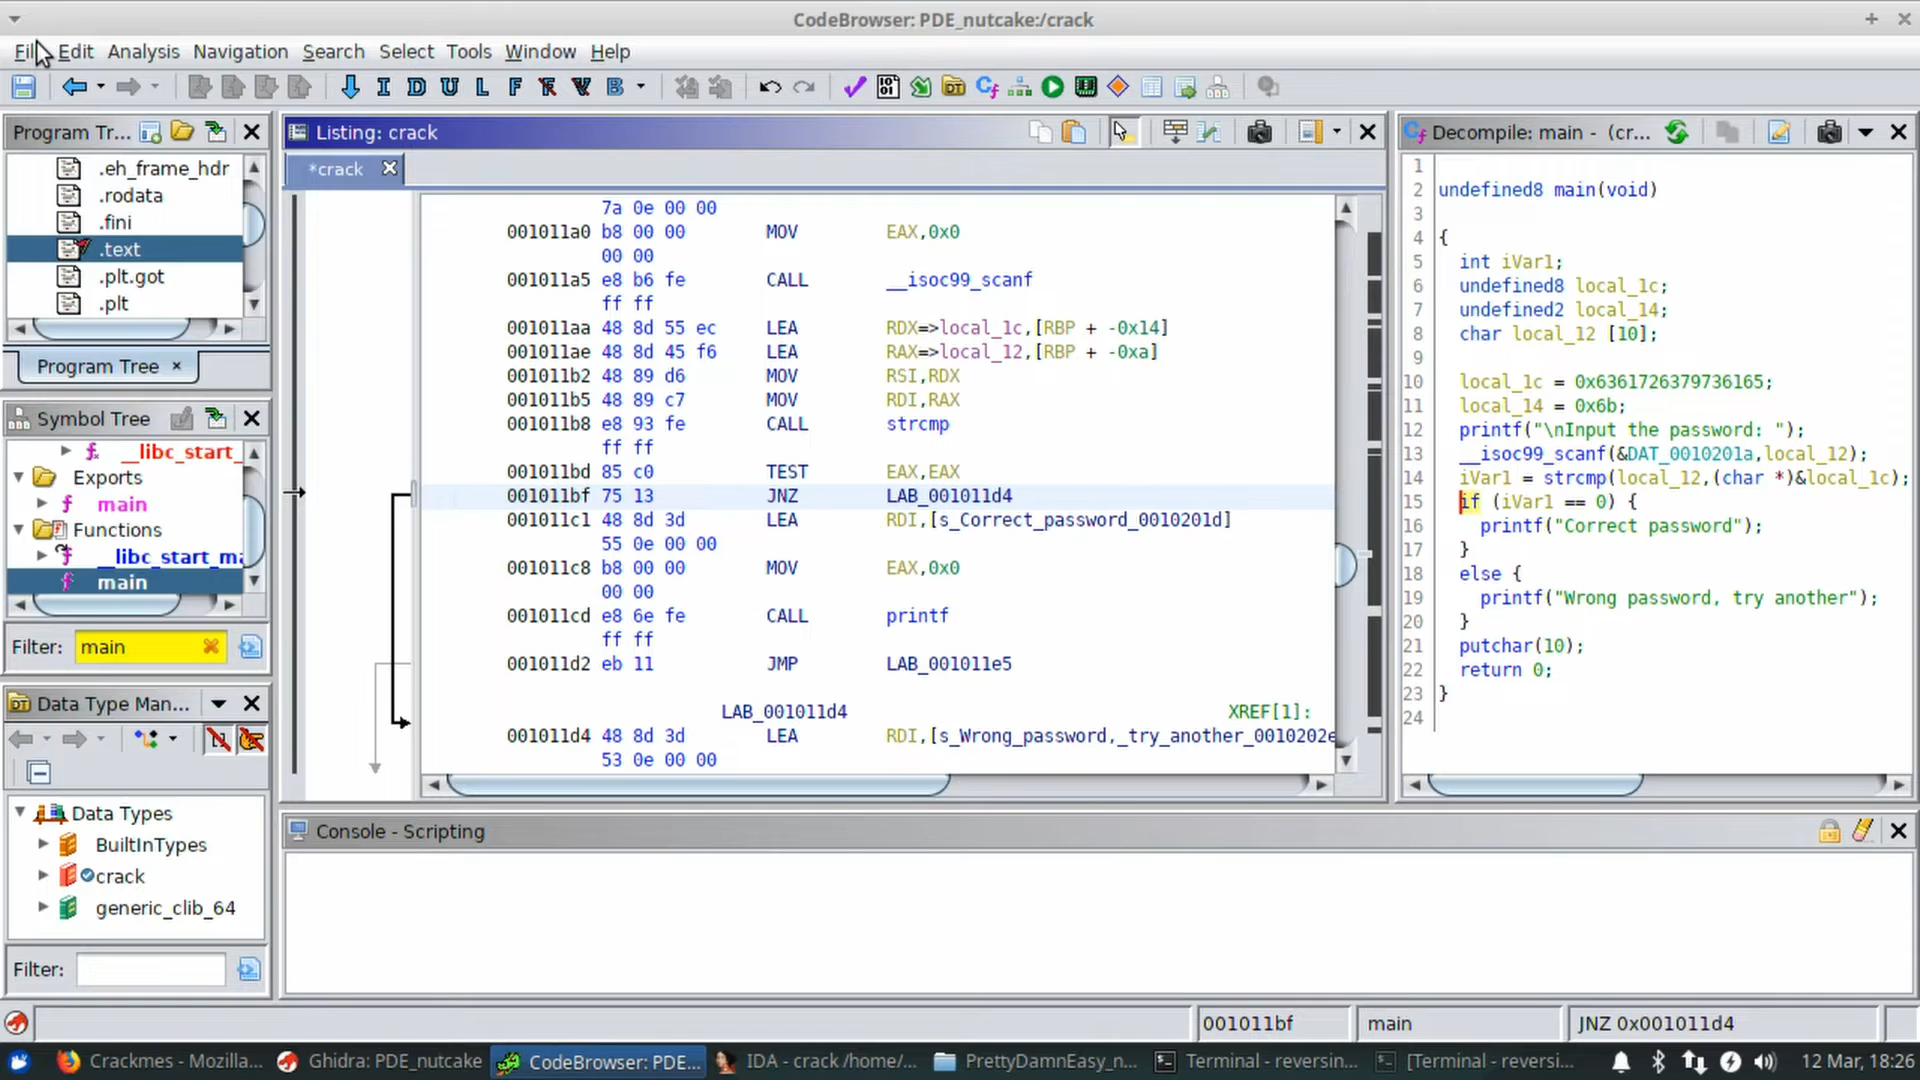 CodeBrowser: PDE_nutcake:/crack
File Edit Analysis Navigation Search Select Tools Window Help
I D U L F F V B
Program Tr...
.eh_frame_hdr
.rodata
.fini
.text
.plt.got
.plt
Program Tree ×
Symbol Tree
__libc_start_
Exports
main
Functions
__libc_start_ma
main
Filter: main
Data Type Man...
Data Types
BuiltInTypes
crack
generic_clib_64
Filter:
Listing: crack
*crack
7a 0e 00 00
001011a0 b8 00 00 MOV EAX,0x0
00 00
001011a5 e8 b6 fe CALL __isoc99_scanf
ff ff
001011aa 48 8d 55 ec LEA RDX=>local_1c,[RBP + -0x14]
001011ae 48 8d 45 f6 LEA RAX=>local_12,[RBP + -0xa]
001011b2 48 89 d6 MOV RSI,RDX
001011b5 48 89 c7 MOV RDI,RAX
001011b8 e8 93 fe CALL strcmp
ff ff
001011bd 85 c0 TEST EAX,EAX
001011bf 75 13 JNZ LAB_001011d4
001011c1 48 8d 3d LEA RDI,[s_Correct_password_0010201d]
55 0e 00 00
001011c8 b8 00 00 MOV EAX,0x0
00 00
001011cd e8 6e fe CALL printf
ff ff
001011d2 eb 11 JMP LAB_001011e5
LAB_001011d4 XREF[1]:
001011d4 48 8d 3d LEA RDI,[s_Wrong_password,_try_another_0010202e
53 0e 00 00
Decompile: main - (cr...
1
2 undefined8 main(void)
3
4 {
5 int iVar1;
6 undefined8 local_1c;
7 undefined2 local_14;
8 char local_12 [10];
9
10 local_1c = 0x6361726379736165;
11 local_14 = 0x6b;
12 printf("\nInput the password: ");
13 __isoc99_scanf(&DAT_0010201a,local_12);
14 iVar1 = strcmp(local_12,(char *)&local_1c);
15 if (iVar1 == 0) {
16 printf("Correct password");
17 }
18 else {
19 printf("Wrong password, try another");
20 }
21 putchar(10);
22 return 0;
23 }
24
Console - Scripting
001011bf main JNZ 0x001011d4
Crackmes - Mozilla... Ghidra: PDE_nutcake CodeBrowser: PDE... IDA - crack /home/... PrettyDamnEasy_n... Terminal - reversin... [Terminal - reversi... 12 Mar, 18:26